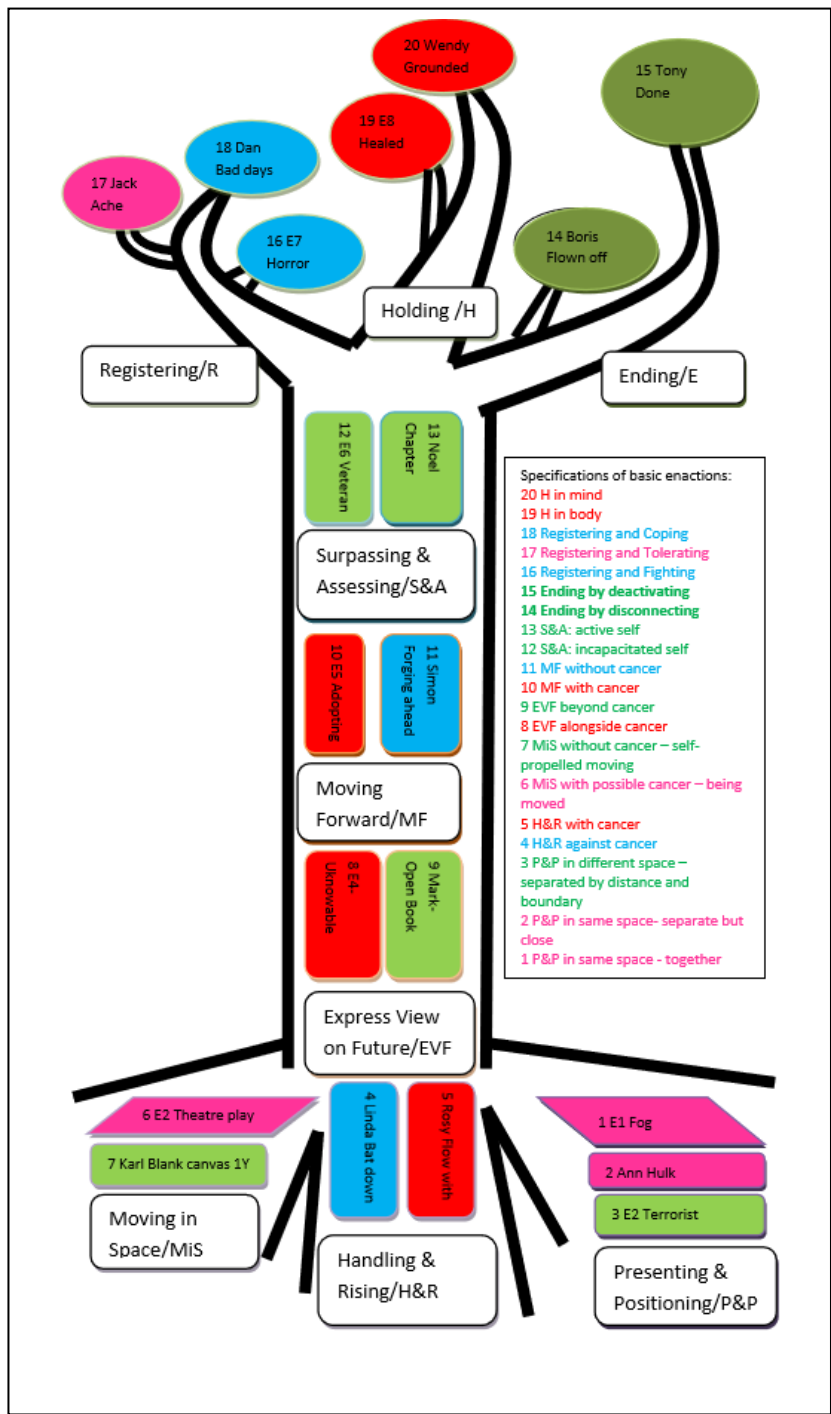 20 Wendy
Grounded
15 Tony
Done
19 E8
Healed
18 Dan
Bad days
17 Jack
Ache
16 E7
Horror
14 Boris
Flown off
Holding /H
Registering/R
Ending/E
12 E6 Veteran
13 Noel
Chapter
Surpassing &
Assessing/S&A
10 E5 Adopting
11 Simon
Forging ahead
Moving
Forward/MF
8 E4-
Uknowable
9 Mark-
Open Book
Express View
on Future/EVF
Specifications of basic enactions:
20 H in mind
19 H in body
18 Registering and Coping
17 Registering and Tolerating
16 Registering and Fighting
15 Ending by deactivating
14 Ending by disconnecting
13 S&A: active self
12 S&A: incapacitated self
11 MF without cancer
10 MF with cancer
9 EVF beyond cancer
8 EVF alongside cancer
7 MiS without cancer – self-
propelled moving
6 MiS with possible cancer – being
moved
5 H&R with cancer
4 H&R against cancer
3 P&P in different space –
separated by distance and
boundary
2 P&P in same space- separate but
close
1 P&P in same space - together
6 E2 Theatre play
7 Karl Blank canvas 1Y
Moving in
Space/MiS
4 Linda Bat down
5 Rosy Flow with
Handling &
Rising/H&R
1 E1 Fog
2 Ann Hulk
3 E2 Terrorist
Presenting &
Positioning/P&P